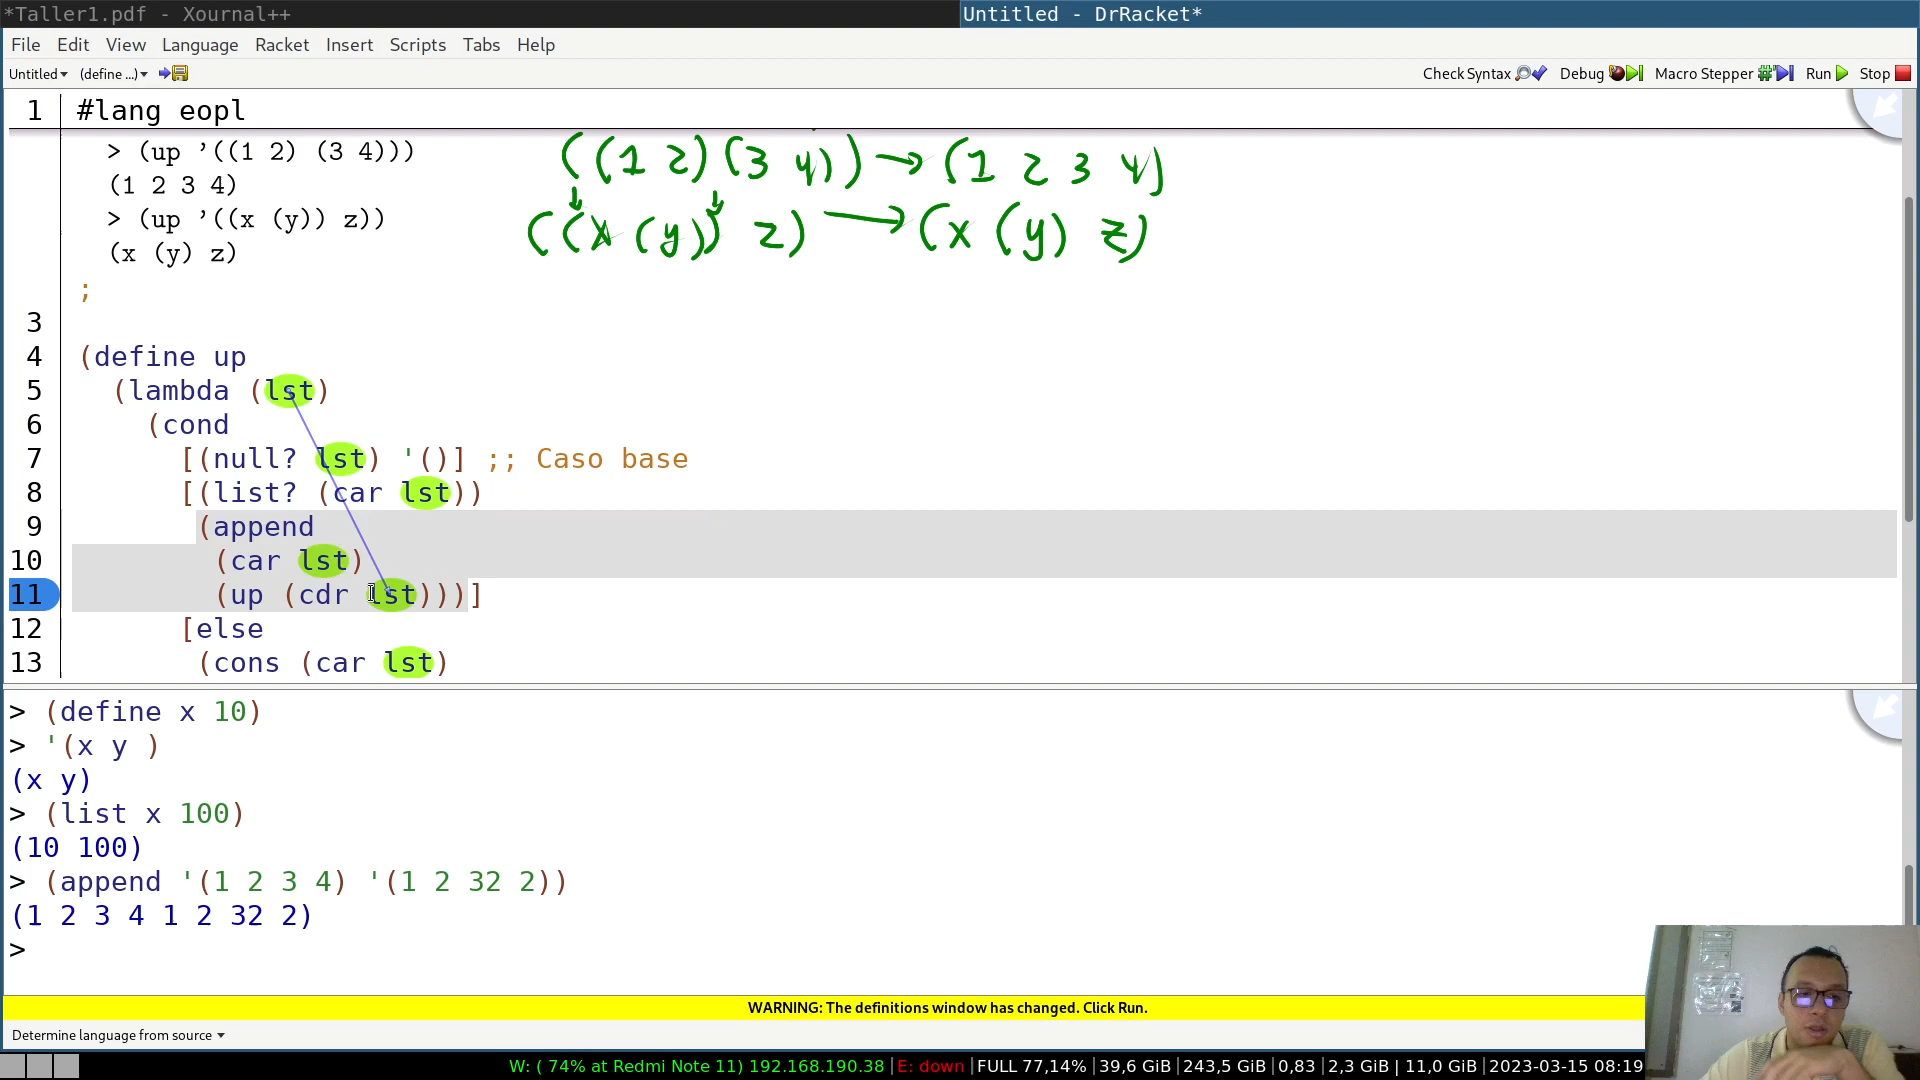 *Taller1.pdf - Xournal++
Untitled - DrRacket*
File Edit View Language Racket Insert Scripts Tabs Help
Untitled (define ...) Check Syntax Debug Macro Stepper Run Stop
1 #lang eopl
> (up '((1 2) (3 4)))
(1 2 3 4)
> (up '((x (y)) z))
(x (y) z)
((1 2)(3 4)) → (1 2 3 4)
((x (y)) z) → (x (y) z)
;
3
4 (define up
5 (lambda (lst)
6 (cond
7 [(null? lst) '()] ;; Caso base
8 [(list? (car lst))
9 (append
10 (car lst)
11 (up (cdr lst)))]
12 [else
13 (cons (car lst)
> (define x 10)
> '(x y )
(x y)
> (list x 100)
(10 100)
> (append '(1 2 3 4) '(1 2 32 2))
(1 2 3 4 1 2 32 2)
>
WARNING: The definitions window has changed. Click Run.
Determine language from source
W: ( 74% at Redmi Note 11) 192.168.190.38 | E: down | FULL 77,14% | 39,6 GiB | 243,5 GiB | 0,83 | 2,3 GiB | 11,0 GiB | 2023-03-15 08:19